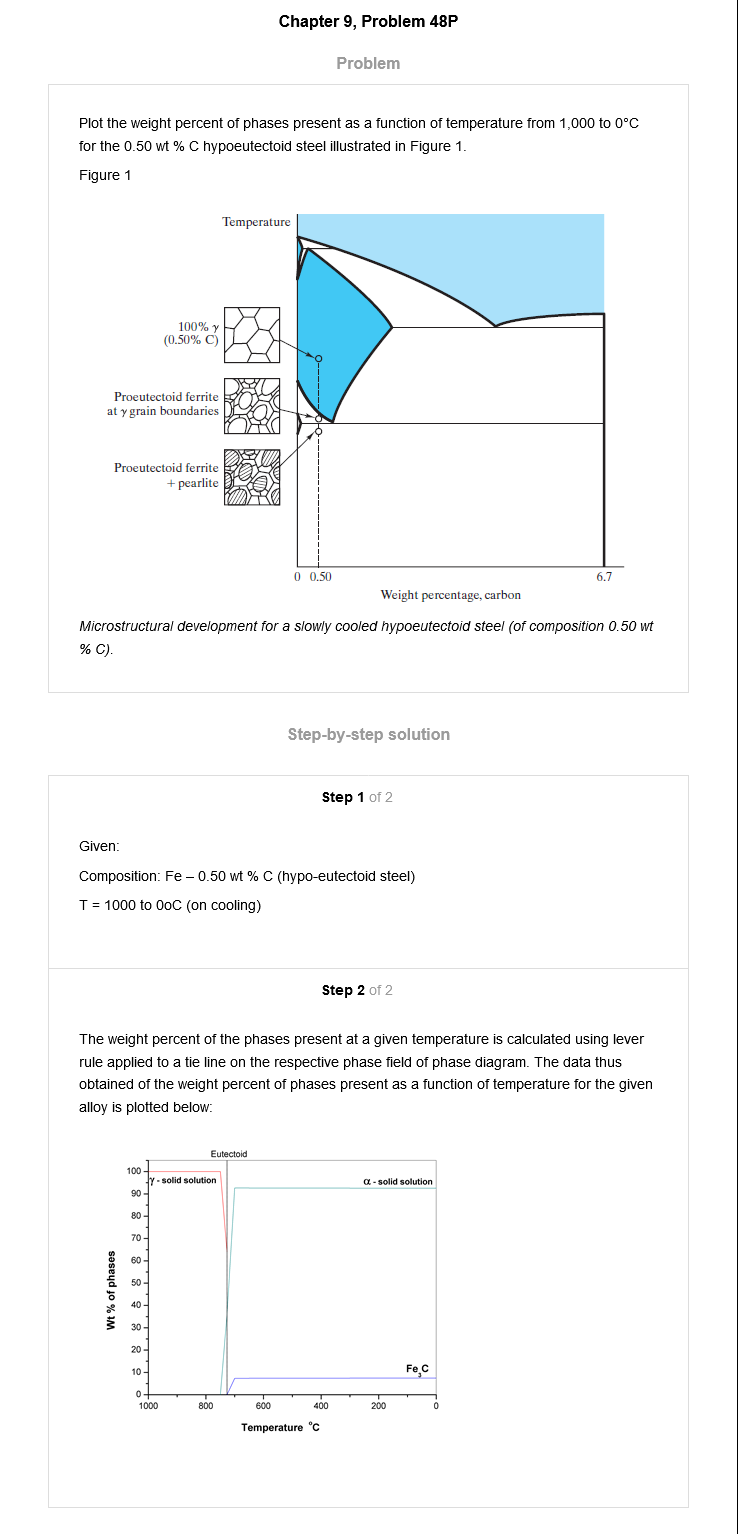 Chapter 9, Problem 48P
Problem
Plot the weight percent of phases present as a function of temperature from 1,000 to 0°C
for the 0.50 wt % C hypoeutectoid steel illustrated in Figure 1.
Figure 1
Temperature
100% γ
(0.50% C)
Proeutectoid ferrite
at γ grain boundaries
Proeutectoid ferrite
+ pearlite
0 0.50
6.7
Weight percentage, carbon
Microstructural development for a slowly cooled hypoeutectoid steel (of composition 0.50 wt
% C).
Step-by-step solution
Step 1 of 2
Given:
Composition: Fe – 0.50 wt % C (hypo-eutectoid steel)
T = 1000 to 0oC (on cooling)
Step 2 of 2
The weight percent of the phases present at a given temperature is calculated using lever
rule applied to a tie line on the respective phase field of phase diagram. The data thus
obtained of the weight percent of phases present as a function of temperature for the given
alloy is plotted below:
Eutectoid
γ - solid solution
α - solid solution
Fe3C
Wt % of phases
100
90
80
70
60
50
40
30
20
10
0
1000 800 600 400 200 0
Temperature °C